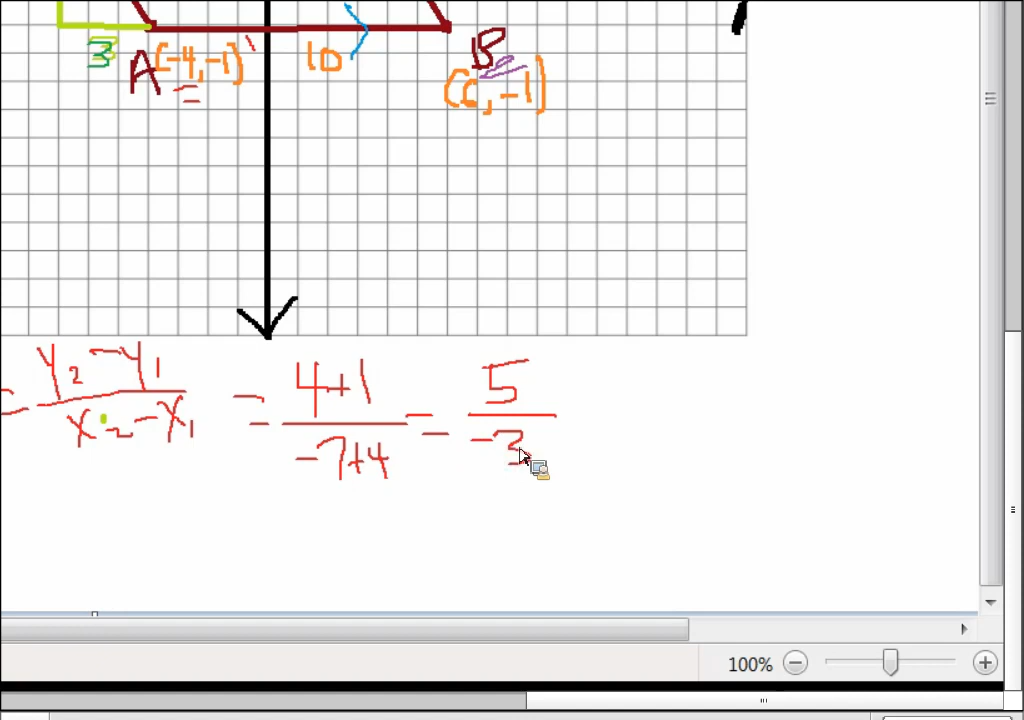 3 A (-4,-1) 10 B
(6,-1)
= y2-y1 / x2-x1 = 4+1 / -7+4 = 5 / -3
100%